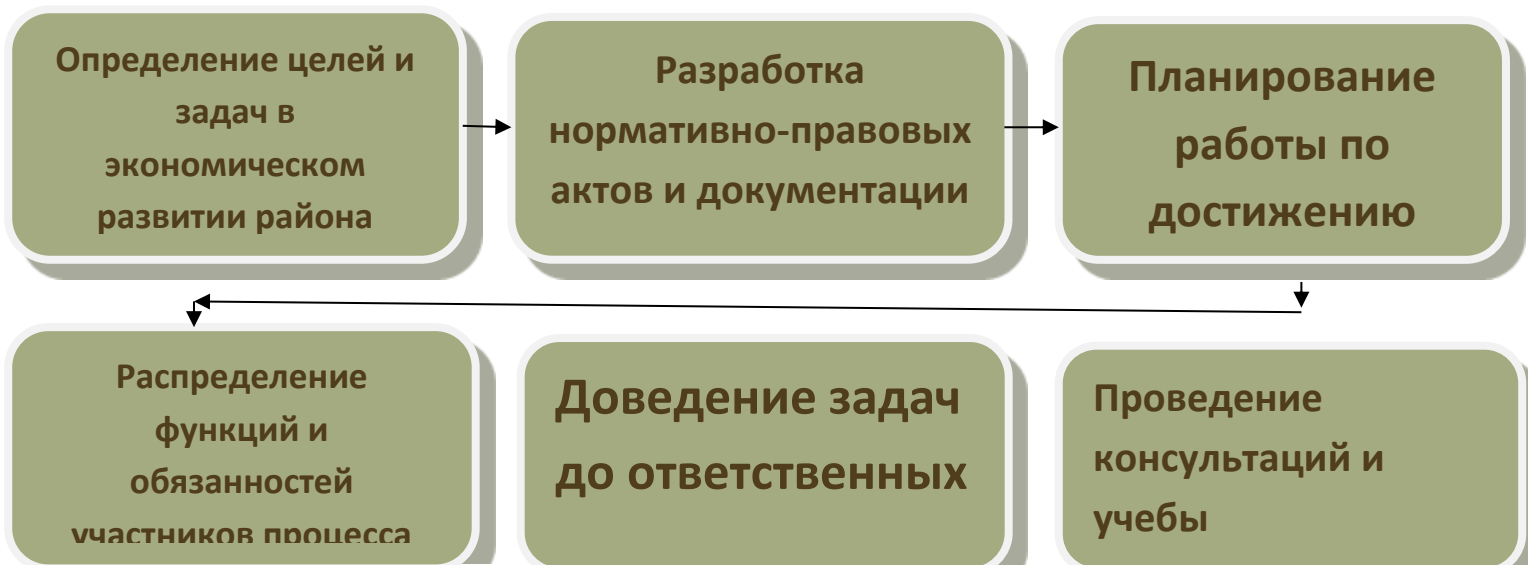 Определение целей и
задач в
экономическом
развитии района
Разработка
нормативно-правовых
актов и документации
Планирование
работы по
достижению
Распределение
функций и
обязанностей
участников процесса
Доведение задач
до ответственных
Проведение
консультаций и
учебы